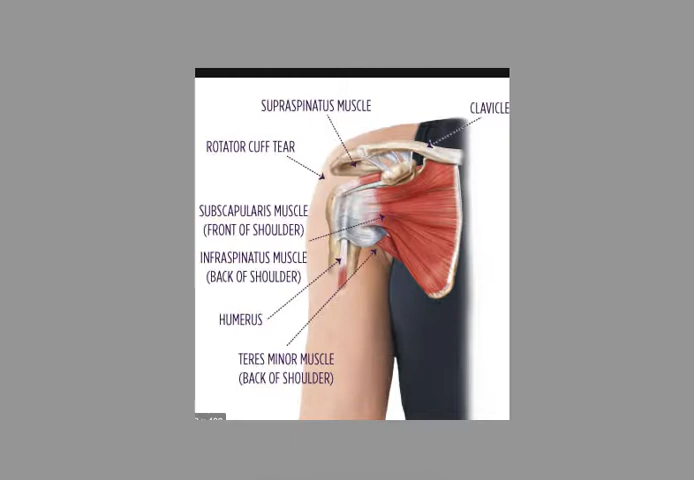 SUPRASPINATUS MUSCLE
CLAVICLE
ROTATOR CUFF TEAR
SUBSCAPULARIS MUSCLE
(FRONT OF SHOULDER)
INFRASPINATUS MUSCLE
(BACK OF SHOULDER)
HUMERUS
TERES MINOR MUSCLE
(BACK OF SHOULDER)